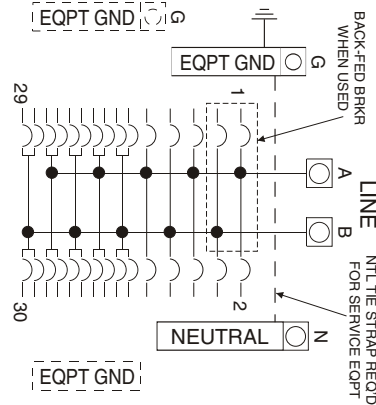 EQPT GND G
EQPT GND G
BACK-FED BRKR
WHEN USED
29
1
A
LINE
B
30
2
NTL TIE STRAP REQ'D
FOR SERVICE EQPT
NEUTRAL N
EQPT GND